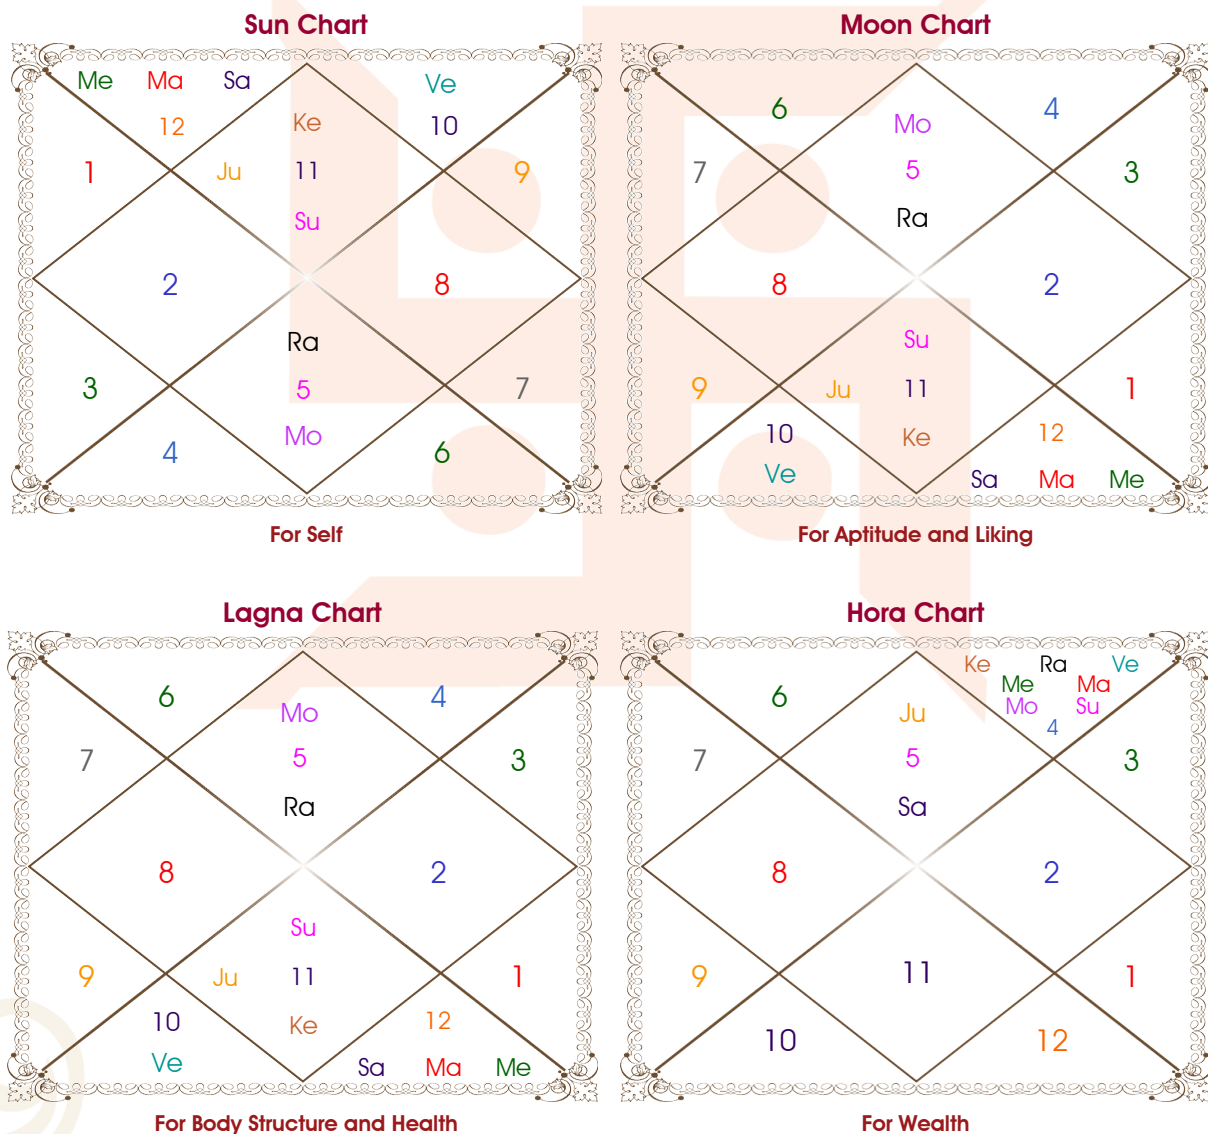 Sun Chart
Me Ma Sa Ve
12 Ke 10
1 Ju 11 9
Su
2 8
Ra
3 5 7
4 Mo 6
For Self
Moon Chart
6 Mo 4
7 5 3
Ra
8 2
Su
9 Ju 11 1
10 Ke 12
Ve Sa Ma Me
For Aptitude and Liking
Lagna Chart
6 Mo 4
7 5 3
Ra
8 2
Su
9 Ju 11 1
10 Ke 12
Ve Sa Ma Me
For Body Structure and Health
Hora Chart
Ke Ra Ve
Me Ma
6 Ju Mo Su
4
7 5 3
Sa
8 2
9 11 1
10 12
For Wealth